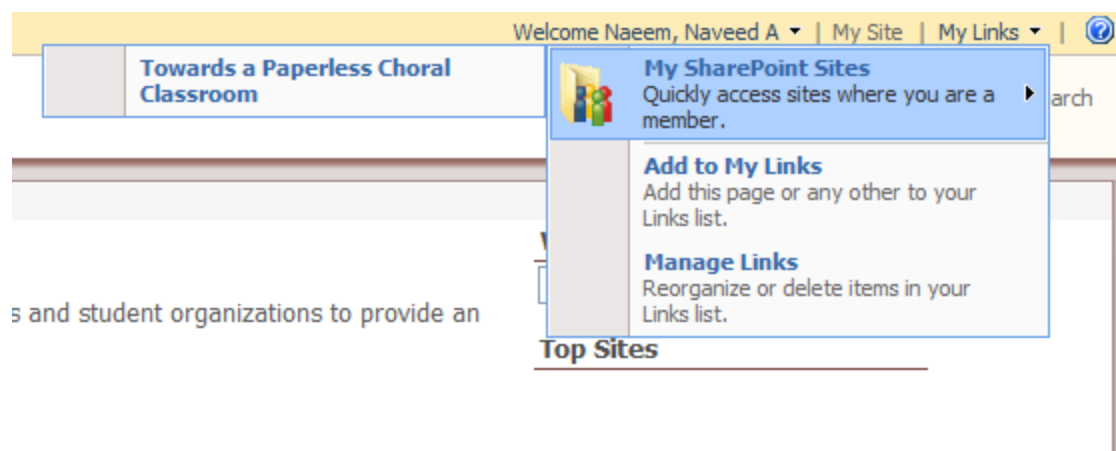 Welcome Naeem, Naveed A | My Site | My Links |
Towards a Paperless Choral
Classroom
My SharePoint Sites
Quickly access sites where you are a
member.
arch
Add to My Links
Add this page or any other to your
Links list.
Manage Links
Reorganize or delete items in your
Links list.
s and student organizations to provide an
Top Sites